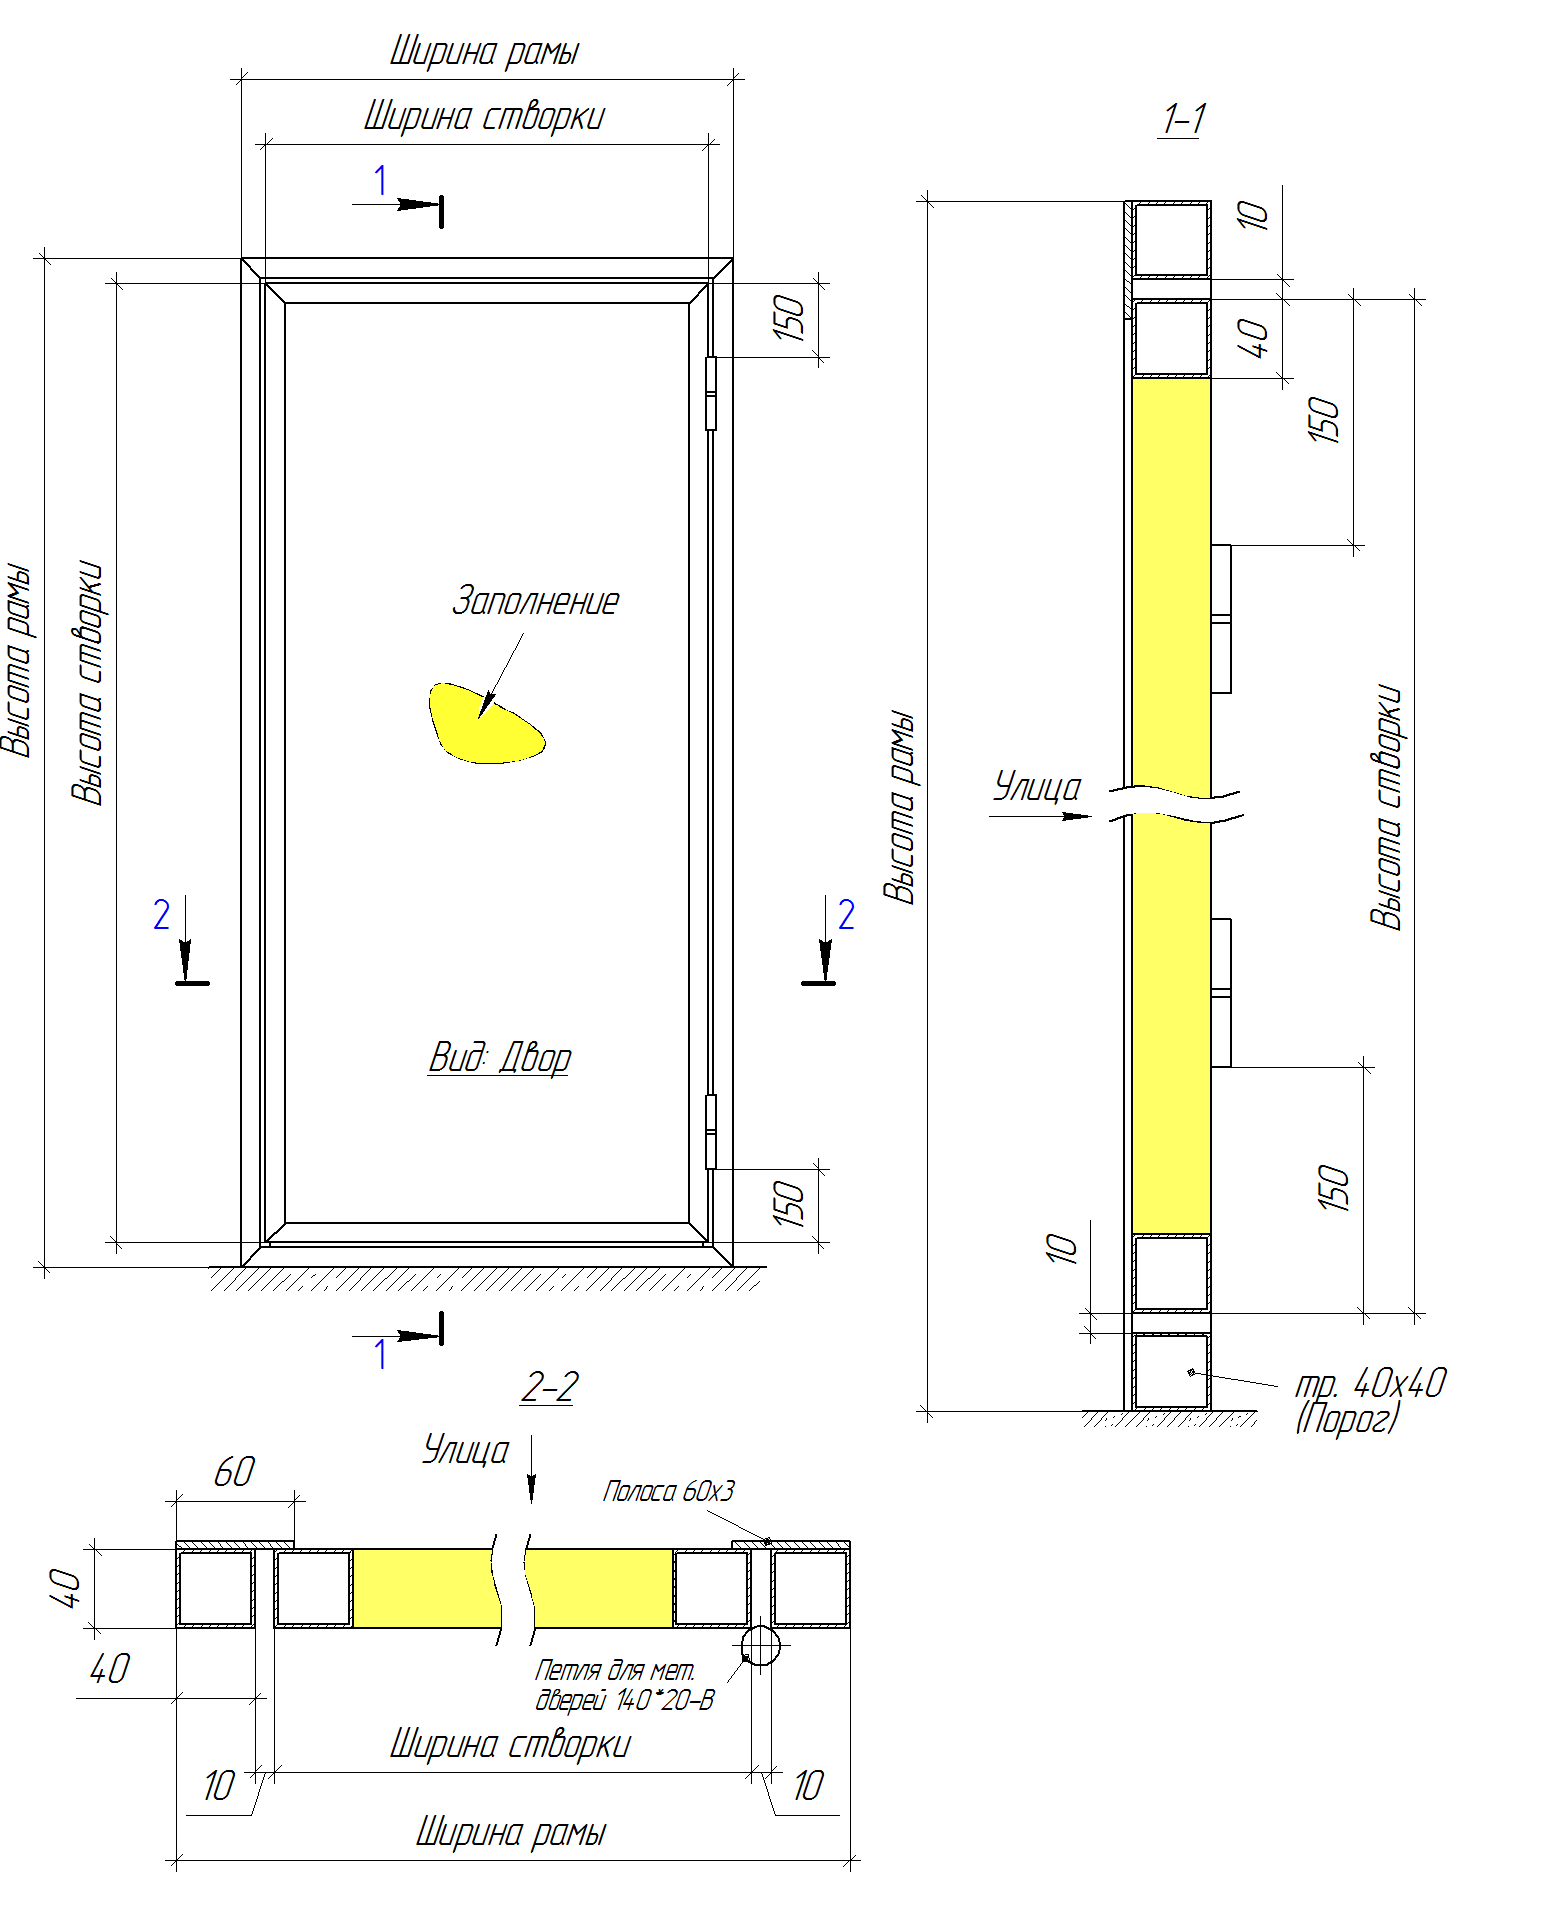 Ширина рамы
Ширина створки
1
150
Высота рамы
Высота створки
Заполнение
2
2
Вид: Двор
150
1
1-1
10
40
150
Высота рамы
Улица
Высота створки
150
10
тр. 40х40
(Порог)
2-2
Улица
60
Полоса 60х3
40
40
Петля для мет.
дверей 140*20-В
Ширина створки
10
10
Ширина рамы